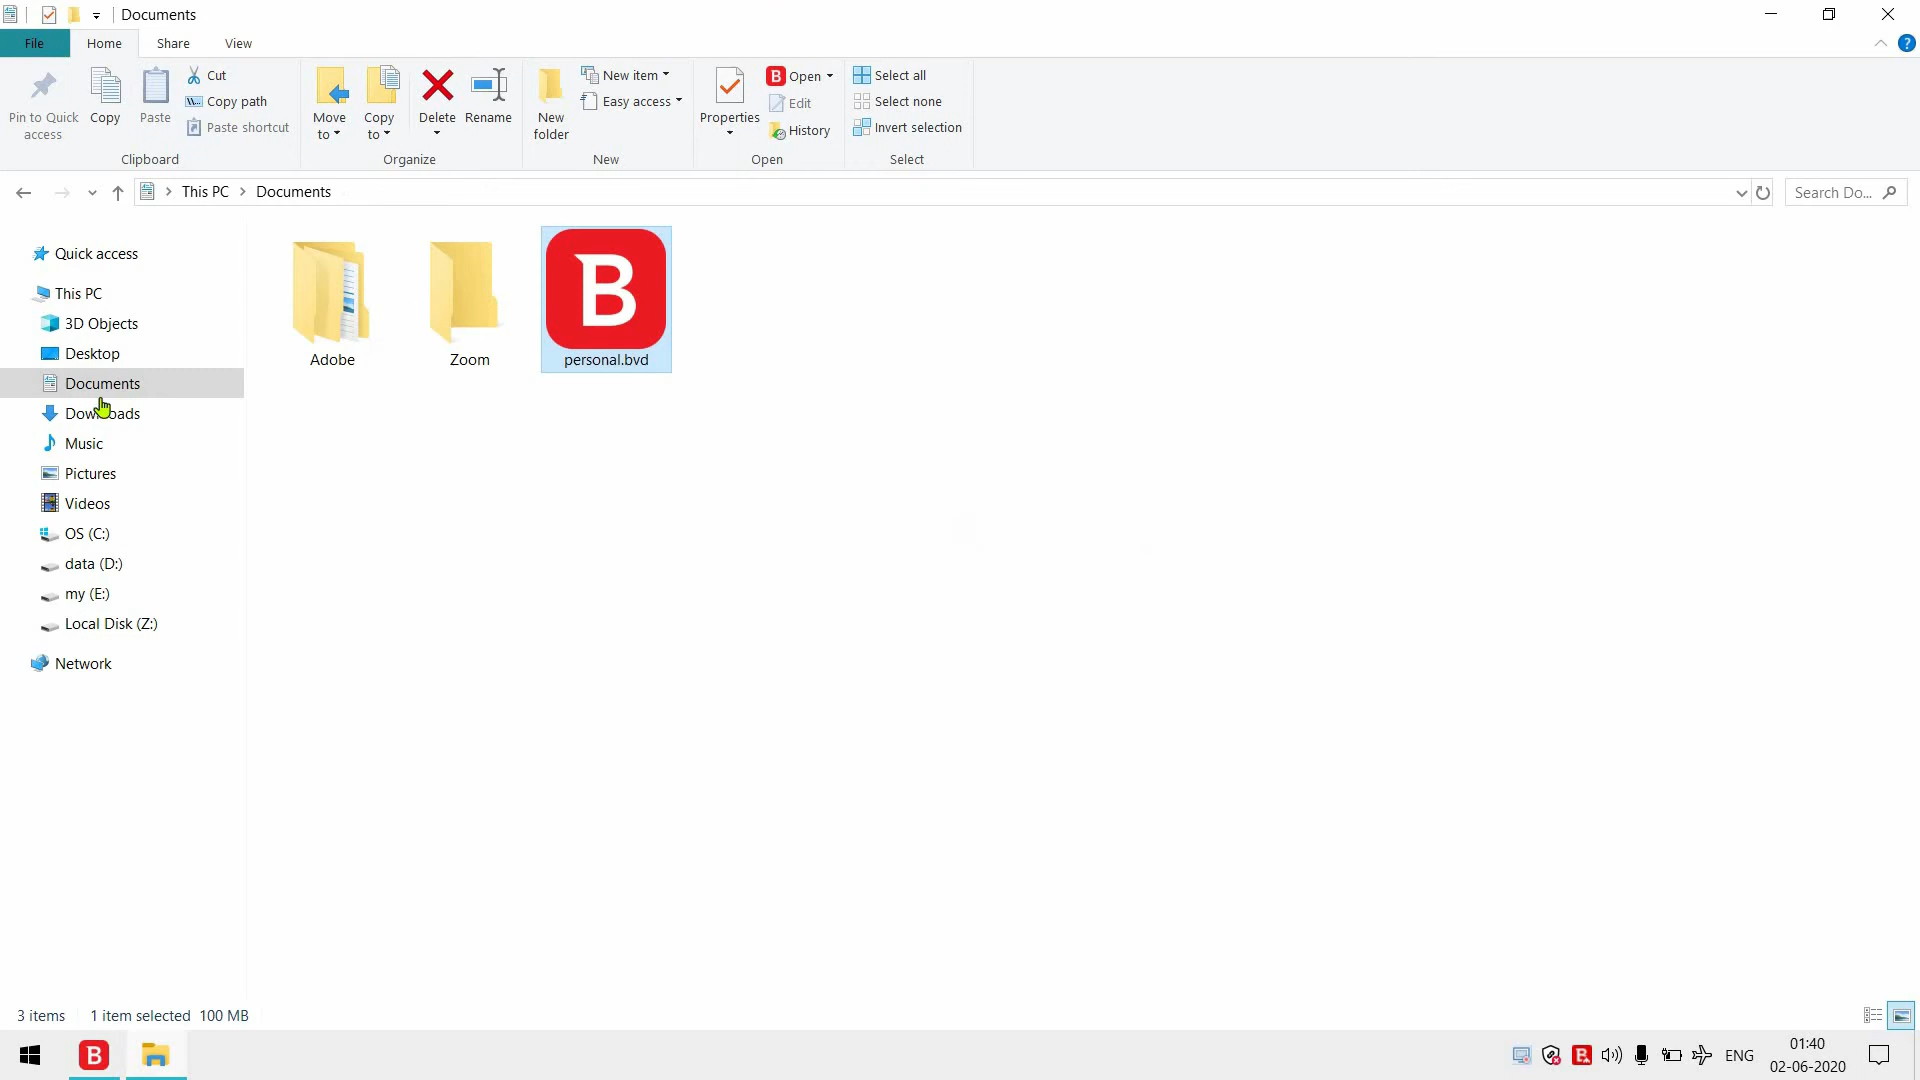 Documents
File
Home
Share
View
Pin to Quick
access
Copy
Paste
Cut
Copy path
Paste shortcut
Clipboard
Move
to
Copy
to
Delete
Rename
Organize
New
folder
New item
Easy access
New
Properties
B Open
Edit
History
Open
Select all
Select none
Invert selection
Select
This PC > Documents
Search Do...
Quick access
This PC
3D Objects
Desktop
Documents
Downloads
Music
Pictures
Videos
OS (C:)
data (D:)
my (E:)
Local Disk (Z:)
Network
Adobe
Zoom
B
personal.bvd
3 items
1 item selected 100 MB
B
B
ENG
01:40
02-06-2020